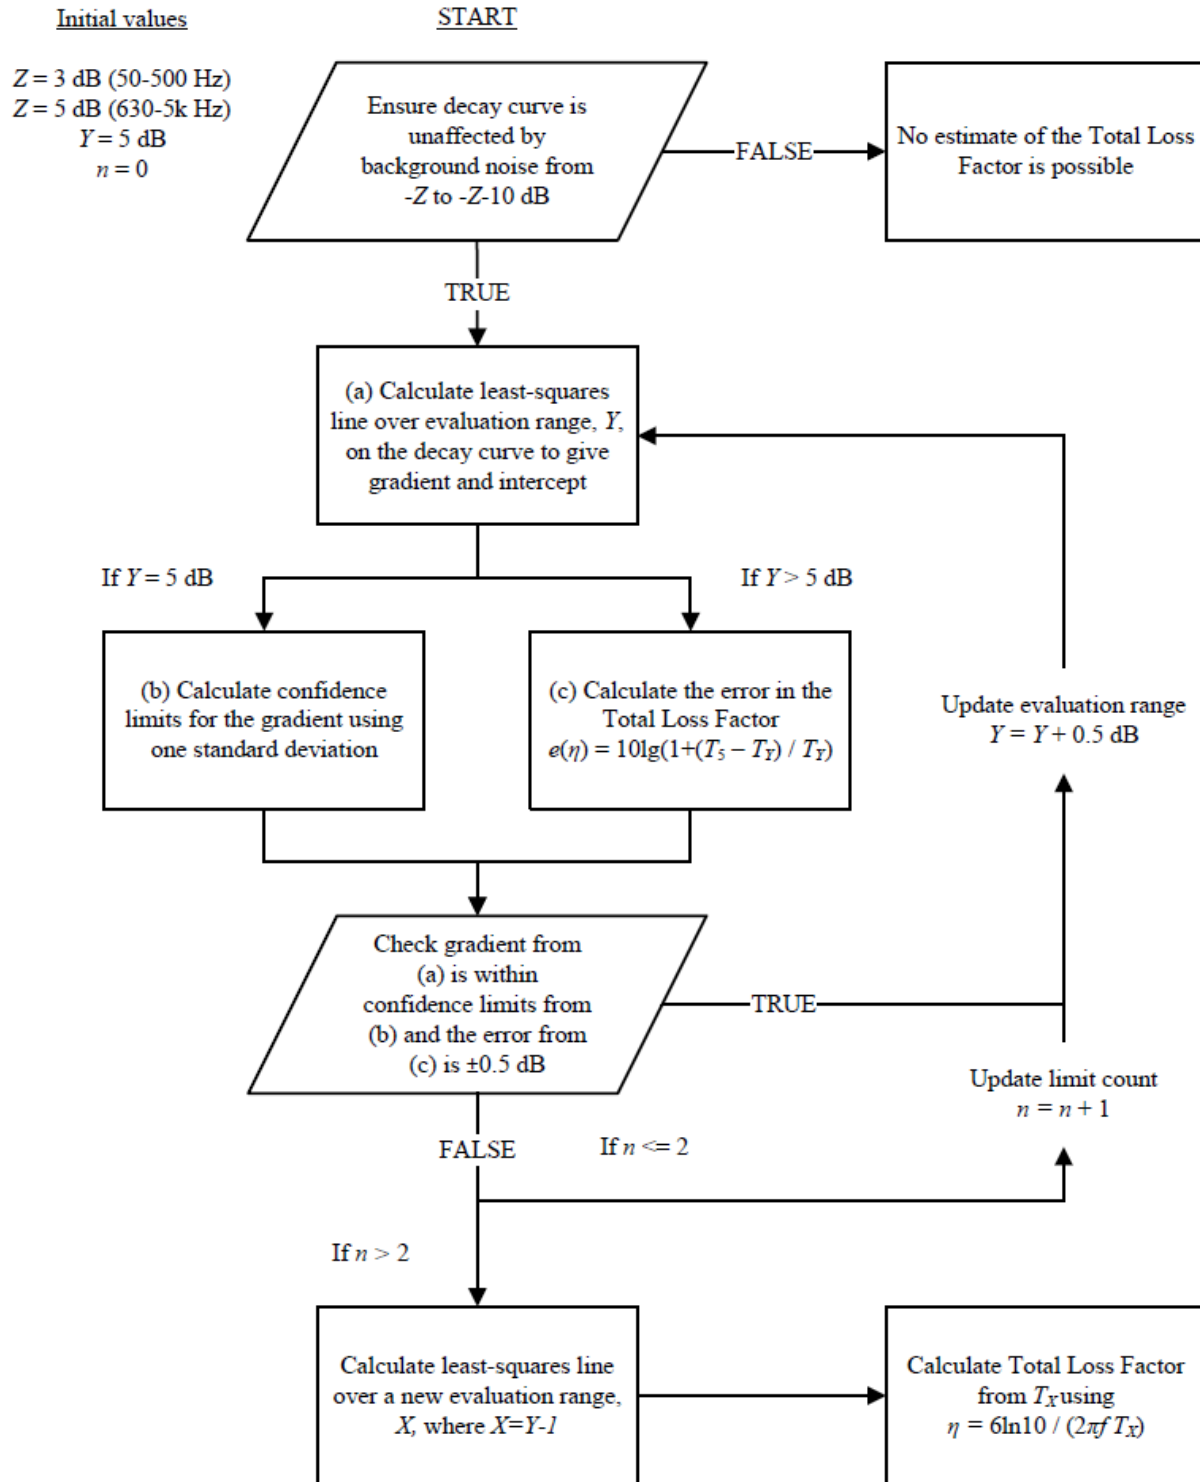 Initial values
START
Z = 3 dB (50-500 Hz)
Z = 5 dB (630-5k Hz)
Y = 5 dB
n = 0
Ensure decay curve is
unaffected by
background noise from
-Z to -Z-10 dB
FALSE
No estimate of the Total Loss
Factor is possible
TRUE
(a) Calculate least-squares
line over evaluation range, Y,
on the decay curve to give
gradient and intercept
If Y = 5 dB
If Y > 5 dB
(b) Calculate confidence
limits for the gradient using
one standard deviation
(c) Calculate the error in the
Total Loss Factor
e(η) = 10lg(1+(T₅ – T_Y) / T_Y)
Update evaluation range
Y = Y + 0.5 dB
Check gradient from
(a) is within
confidence limits from
(b) and the error from
(c) is ±0.5 dB
TRUE
Update limit count
n = n + 1
FALSE
If n <= 2
If n > 2
Calculate least-squares line
over a new evaluation range,
X, where X=Y-1
Calculate Total Loss Factor
from T_X using
η = 6ln10 / (2πf T_X)